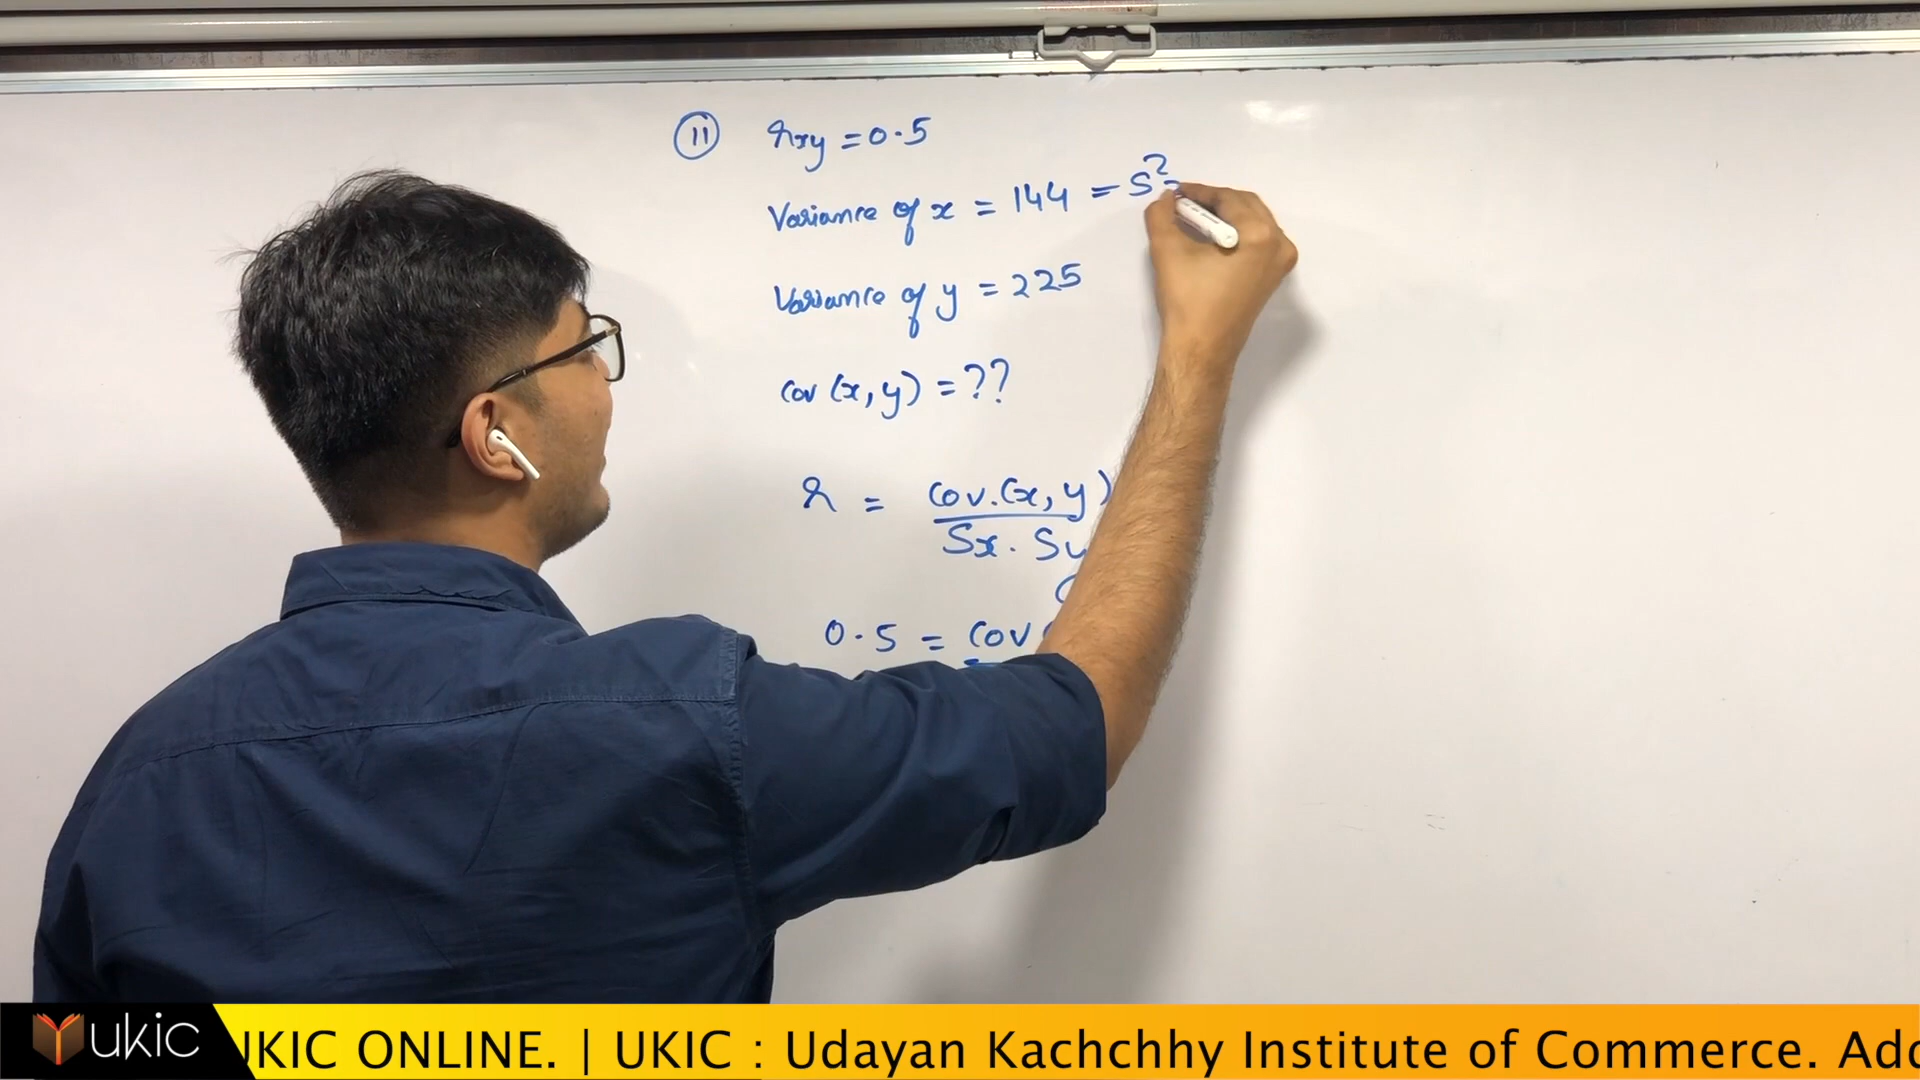 11 rxy = 0.5
Variance of x = 144 = S² =
Variance of y = 225
Cov (x, y) = ??
r = Cov. (x, y)
Sx . Sy
0.5 = Cov (
ukic UKIC ONLINE. | UKIC : Udayan Kachchhy Institute of Commerce. Add